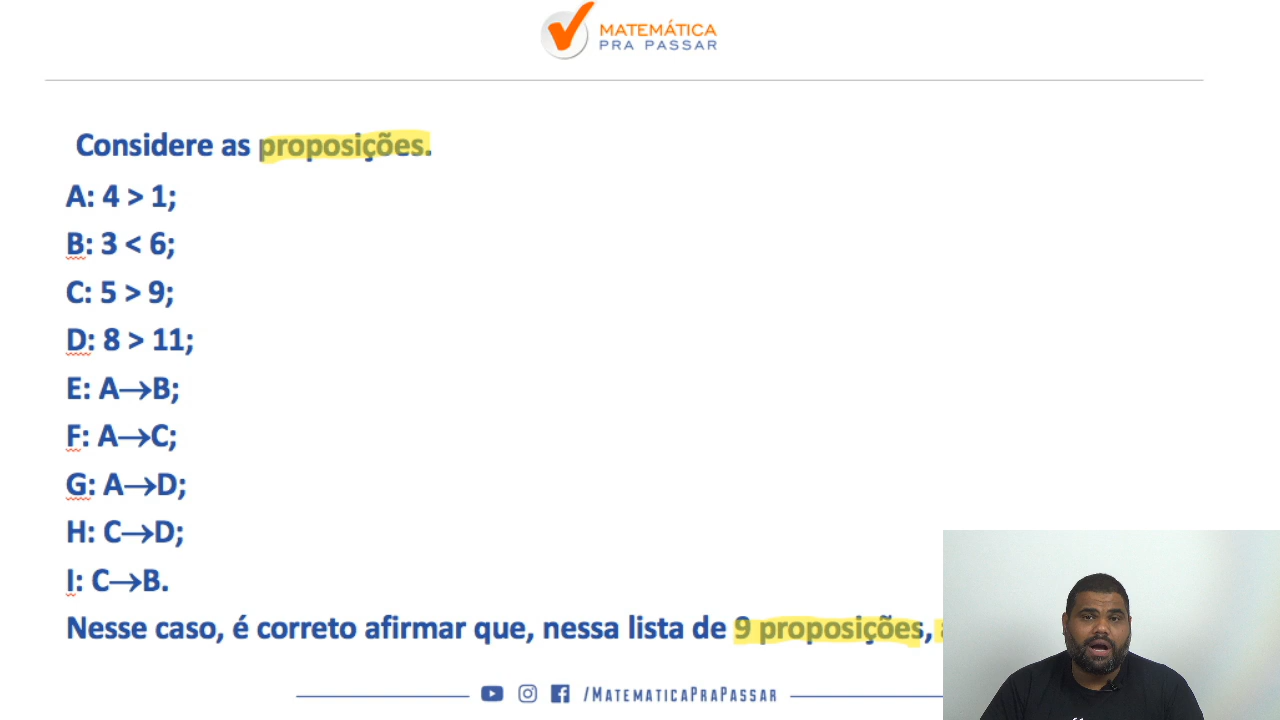 MATEMÁTICA
PRA PASSAR
Considere as proposições.
A: 4 > 1;
B: 3 < 6;
C: 5 > 9;
D: 8 > 11;
E: A→B;
F: A→C;
G: A→D;
H: C→D;
I: C→B.
Nesse caso, é correto afirmar que, nessa lista de 9 proposições,
/MATEMATICAPRAPASSAR